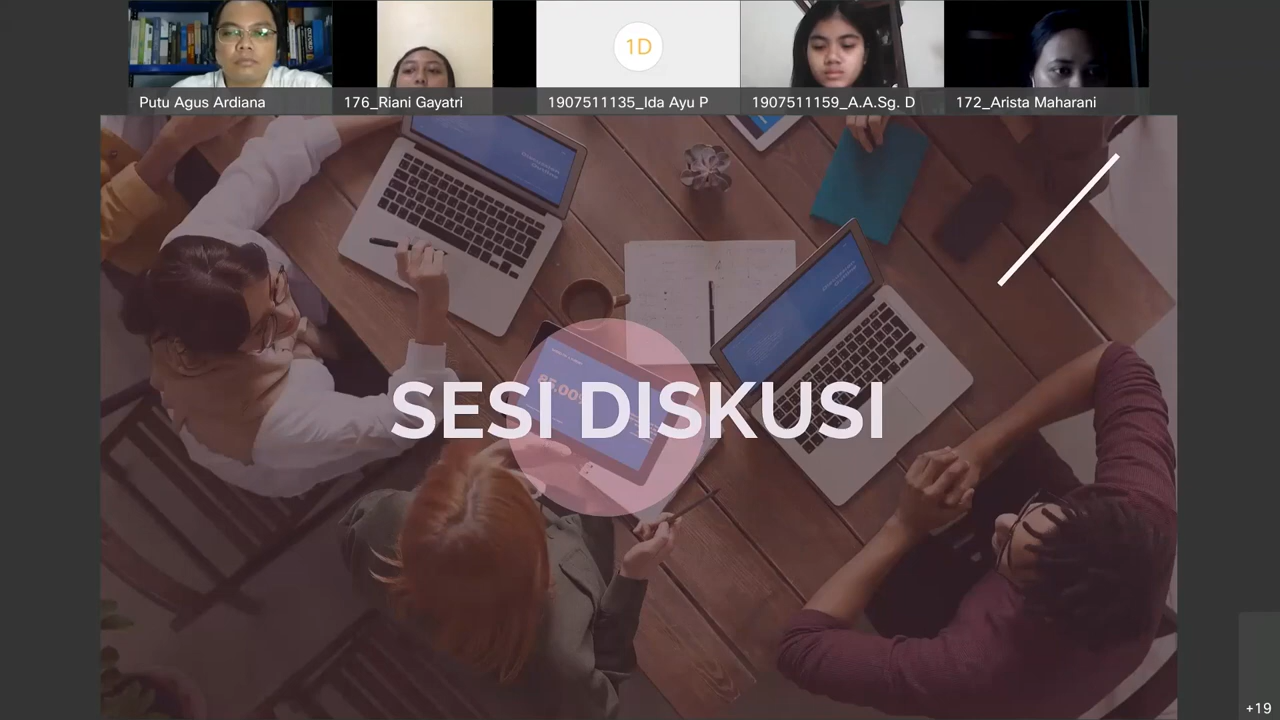 1D
Putu Agus Ardiana
176_Riani Gayatri
1907511135_Ida Ayu P
1907511159_A.A.Sg. D
172_Arista Maharani
SESI DISKUSI
+19